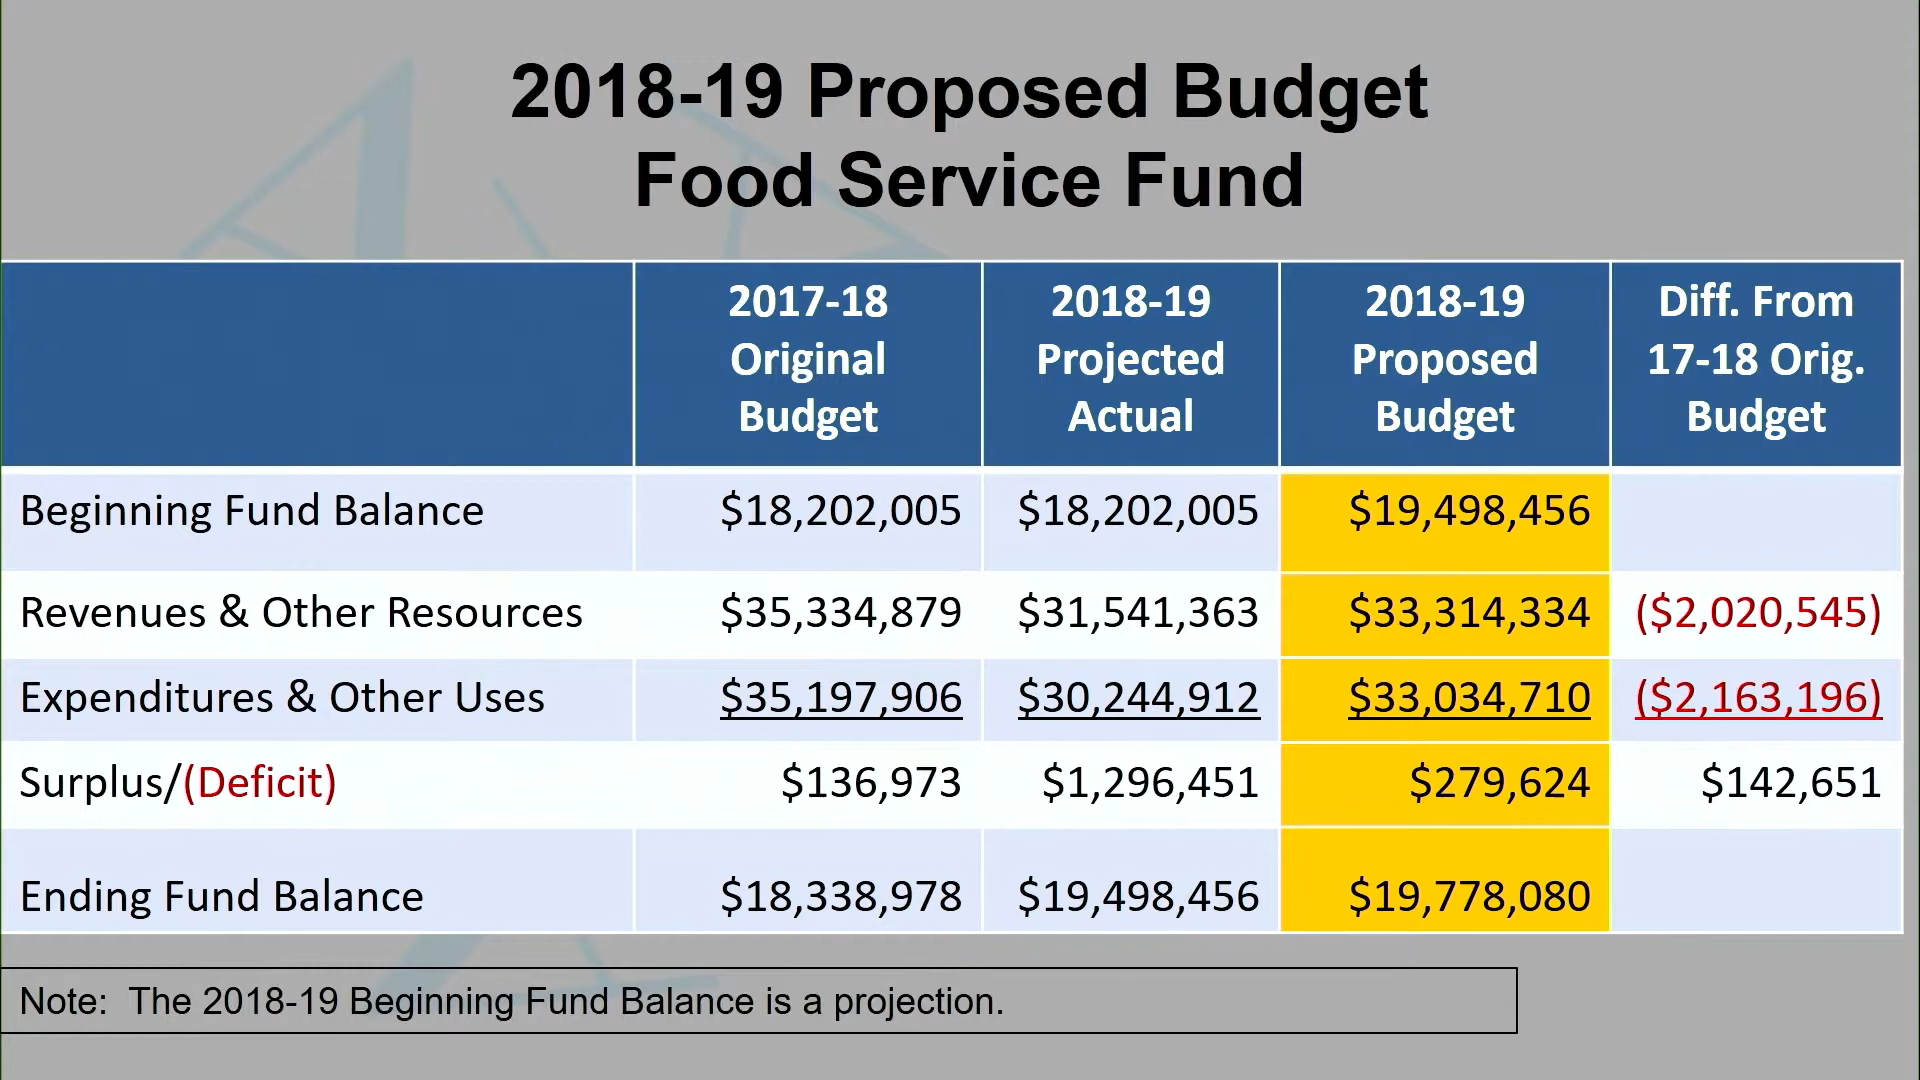 2018-19 Proposed Budget
Food Service Fund
2017-18 Original Budget
2018-19 Projected Actual
2018-19 Proposed Budget
Diff. From 17-18 Orig. Budget
Beginning Fund Balance $18,202,005 $18,202,005 $19,498,456
Revenues & Other Resources $35,334,879 $31,541,363 $33,314,334 ($2,020,545)
Expenditures & Other Uses $35,197,906 $30,244,912 $33,034,710 ($2,163,196)
Surplus/(Deficit) $136,973 $1,296,451 $279,624 $142,651
Ending Fund Balance $18,338,978 $19,498,456 $19,778,080
Note: The 2018-19 Beginning Fund Balance is a projection.